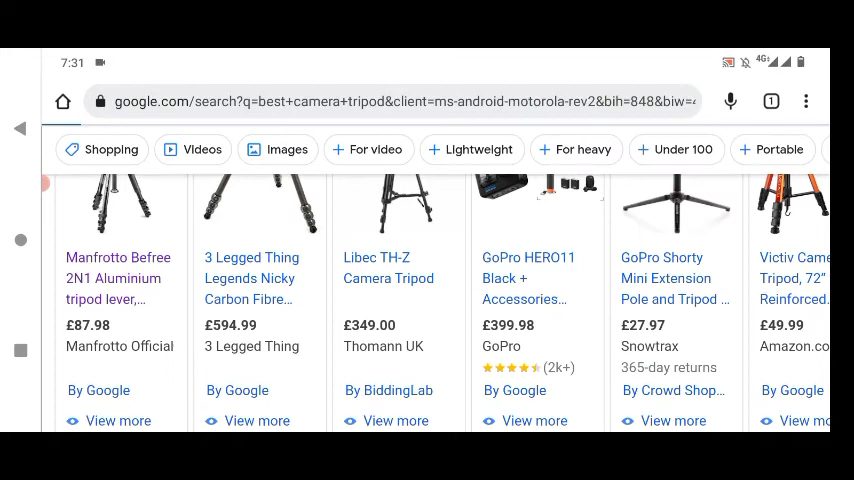 7:31
4G+
google.com/search?q=best+camera+tripod&client=ms-android-motorola-rev2&bih=848&biw=
1
Shopping
Videos
Images
For video
Lightweight
For heavy
Under 100
Portable
Manfrotto Befree
2N1 Aluminium
tripod lever,...
£87.98
Manfrotto Official
By Google
View more
3 Legged Thing
Legends Nicky
Carbon Fibre...
£594.99
3 Legged Thing
By Google
View more
Libec TH-Z
Camera Tripod
£349.00
Thomann UK
By BiddingLab
View more
GoPro HERO11
Black +
Accessories...
£399.98
GoPro
(2k+)
By Google
View more
GoPro Shorty
Mini Extension
Pole and Tripod ...
£27.97
Snowtrax
365-day returns
By Crowd Shop...
View more
Victiv Came
Tripod, 72”
Reinforced.
£49.99
Amazon.co
By Google
View mo